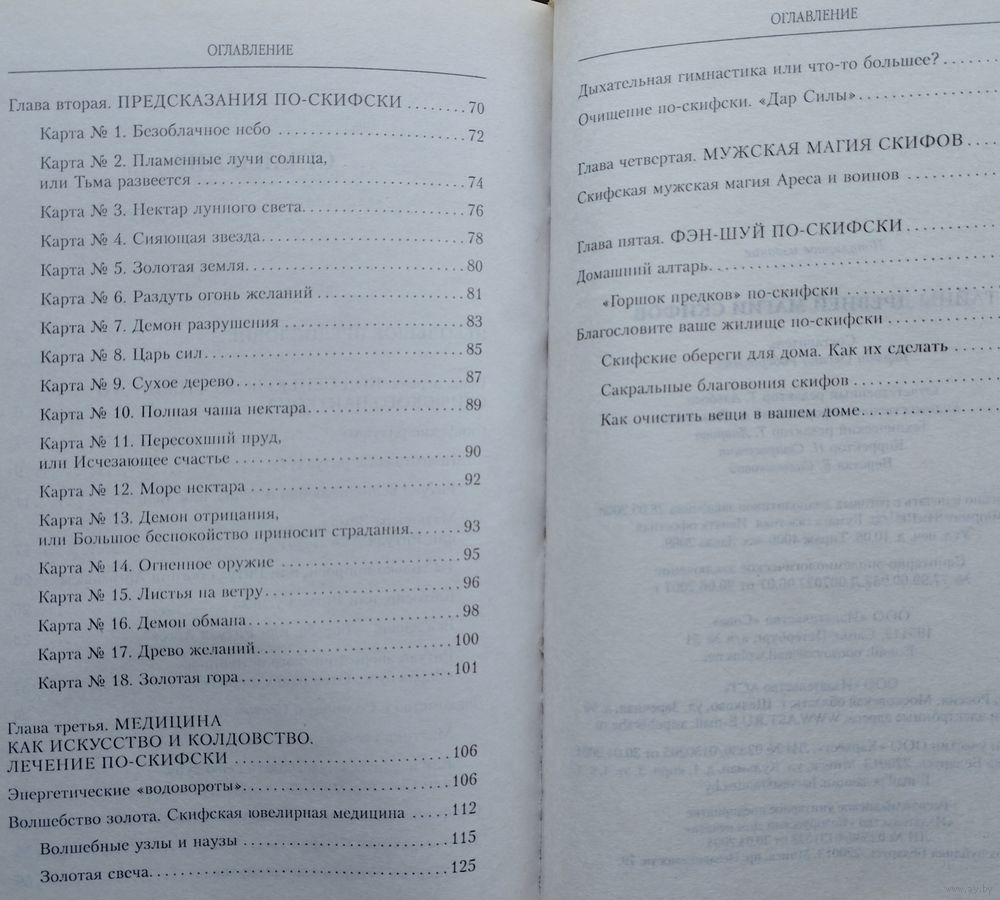 ОГЛАВЛЕНИЕ
Глава вторая. ПРЕДСКАЗАНИЯ ПО-СКИФСКИ ........ 70
Карта № 1. Безоблачное небо ........ 72
Карта № 2. Пламенные лучи солнца,
или Тьма развеется ........ 74
Карта № 3. Нектар лунного света ........ 76
Карта № 4. Сияющая звезда ........ 78
Карта № 5. Золотая земля ........ 80
Карта № 6. Раздуть огонь желаний ........ 81
Карта № 7. Демон разрушения ........ 83
Карта № 8. Царь сил ........ 85
Карта № 9. Сухое дерево ........ 87
Карта № 10. Полная чаша нектара ........ 89
Карта № 11. Пересохший пруд,
или Исчезающее счастье ........ 90
Карта № 12. Море нектара ........ 92
Карта № 13. Демон отрицания,
или Большое беспокойство приносит страдания ........ 93
Карта № 14. Огненное оружие ........ 95
Карта № 15. Листья на ветру ........ 96
Карта № 16. Демон обмана ........ 98
Карта № 17. Древо желаний ........ 100
Карта № 18. Золотая гора ........ 101
Глава третья. МЕДИЦИНА
КАК ИСКУССТВО И КОЛДОВСТВО.
ЛЕЧЕНИЕ ПО-СКИФСКИ ........ 106
Энергетические «водовороты» ........ 106
Волшебство золота. Скифская ювелирная медицина ..... 112
Волшебные узлы и наузы ........ 115
Золотая свеча ........ 125
ОГЛАВЛЕНИЕ
Дыхательная гимнастика или что-то большее? ......
Очищение по-скифски. «Дар Силы» ........
Глава четвертая. МУЖСКАЯ МАГИЯ СКИФОВ ....
Скифская мужская магия Ареса и воинов ........
Глава пятая. ФЭН-ШУЙ ПО-СКИФСКИ ........
Домашний алтарь ........
«Горшок предков» по-скифски ........
Благословите ваше жилище по-скифски ........
Скифские обереги для дома. Как их сделать ......
Сакральные благовония скифов ........
Как очистить вещи в вашем доме ........
www.ay.by